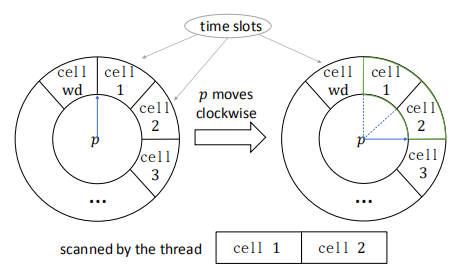 time slots
cell
wd
cell
1
cell
2
cell
3
p
...
p moves
clockwise
cell
wd
cell
1
cell
2
cell
3
p
...
scanned by the thread
cell 1
cell 2